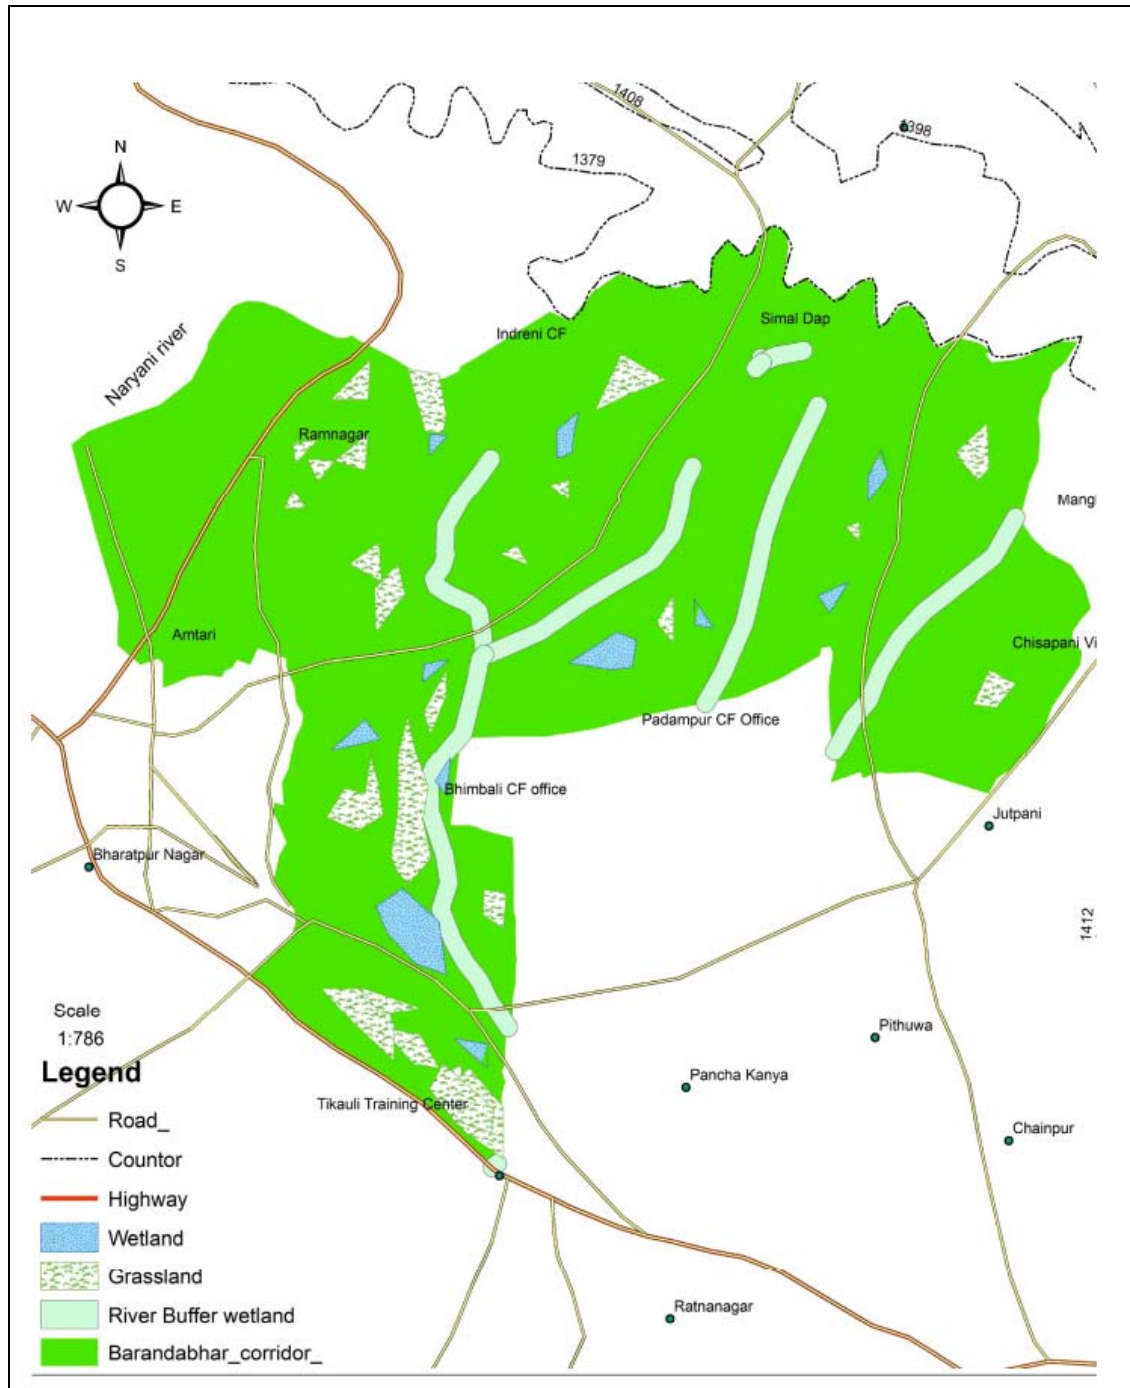 1408
1398
1379
N
W E
S
Simal Dap
Indreni CF
Naryani river
Ramnagar
Mangl
Amtari
Chisapani Vi
Padampur CF Office
Bhimbali CF office
Jutpani
Bharatpur Nagar
1412
Scale
1:786
Pithuwa
Legend
Pancha Kanya
Tikauli Training Center
Road_
Chainpur
Countor
Highway
Wetland
Grassland
River Buffer wetland
Ratnanagar
Barandabhar_corridor_